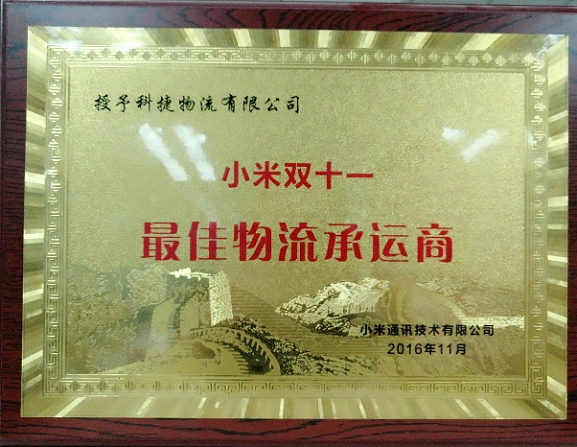 授予科捷物流有限公司
小米双十一
最佳物流承运商
小米通讯技术有限公司
2016年11月